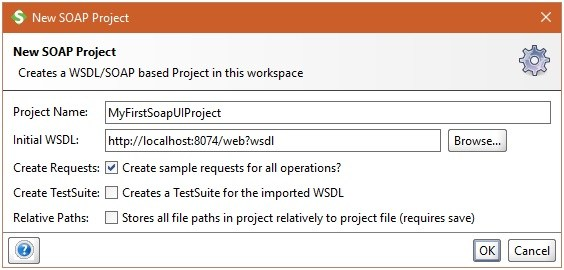 New SOAP Project
New SOAP Project
Creates a WSDL/SOAP based Project in this workspace
Project Name: MyFirstSoapUIProject
Initial WSDL: http://localhost:8074/web?wsdl Browse...
Create Requests: Create sample requests for all operations?
Create TestSuite: Creates a TestSuite for the imported WSDL
Relative Paths: Stores all file paths in project relatively to project file (requires save)
? OK Cancel